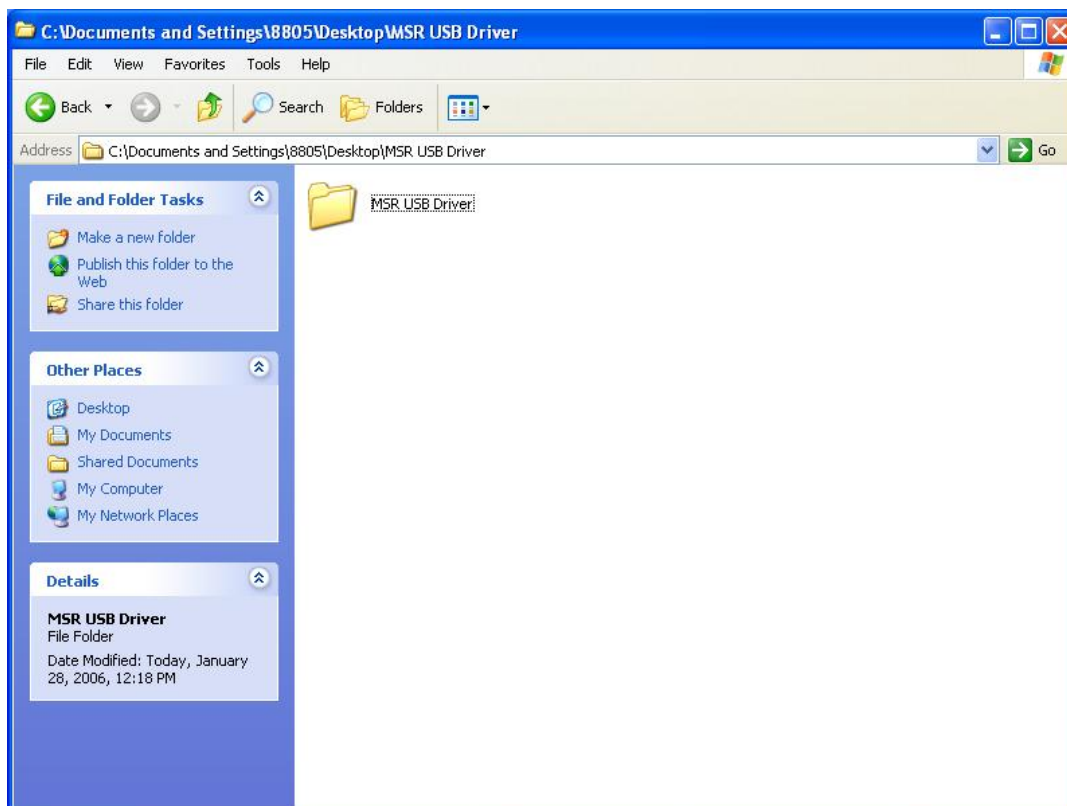 C:\Documents and Settings\8805\Desktop\MSR USB Driver
File Edit View Favorites Tools Help
Back Search Folders
Address C:\Documents and Settings\8805\Desktop\MSR USB Driver Go
File and Folder Tasks
Make a new folder
Publish this folder to the
Web
Share this folder
Other Places
Desktop
My Documents
Shared Documents
My Computer
My Network Places
Details
MSR USB Driver
File Folder
Date Modified: Today, January
28, 2006, 12:18 PM
MSR USB Driver